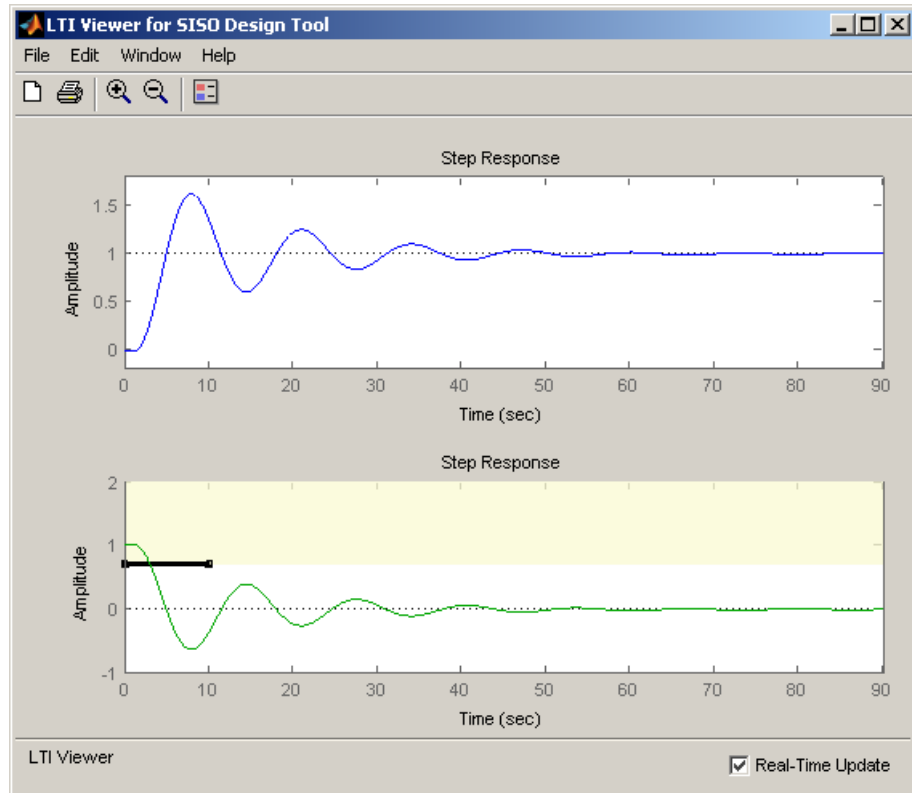 LTI Viewer for SISO Design Tool
File Edit Window Help
Step Response
1.5
1
0.5
0
Amplitude
0 10 20 30 40 50 60 70 80 90
Time (sec)
Step Response
2
1
0
-1
Amplitude
0 10 20 30 40 50 60 70 80 90
Time (sec)
LTI Viewer
Real-Time Update